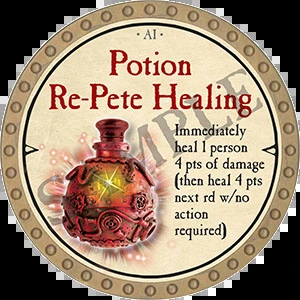 · AI ·
Potion
Re-Pete Healing
Immediately
heal 1 person
4 pts of damage
(then heal 4 pts
next rd w/no
action
required)
SAMPLE